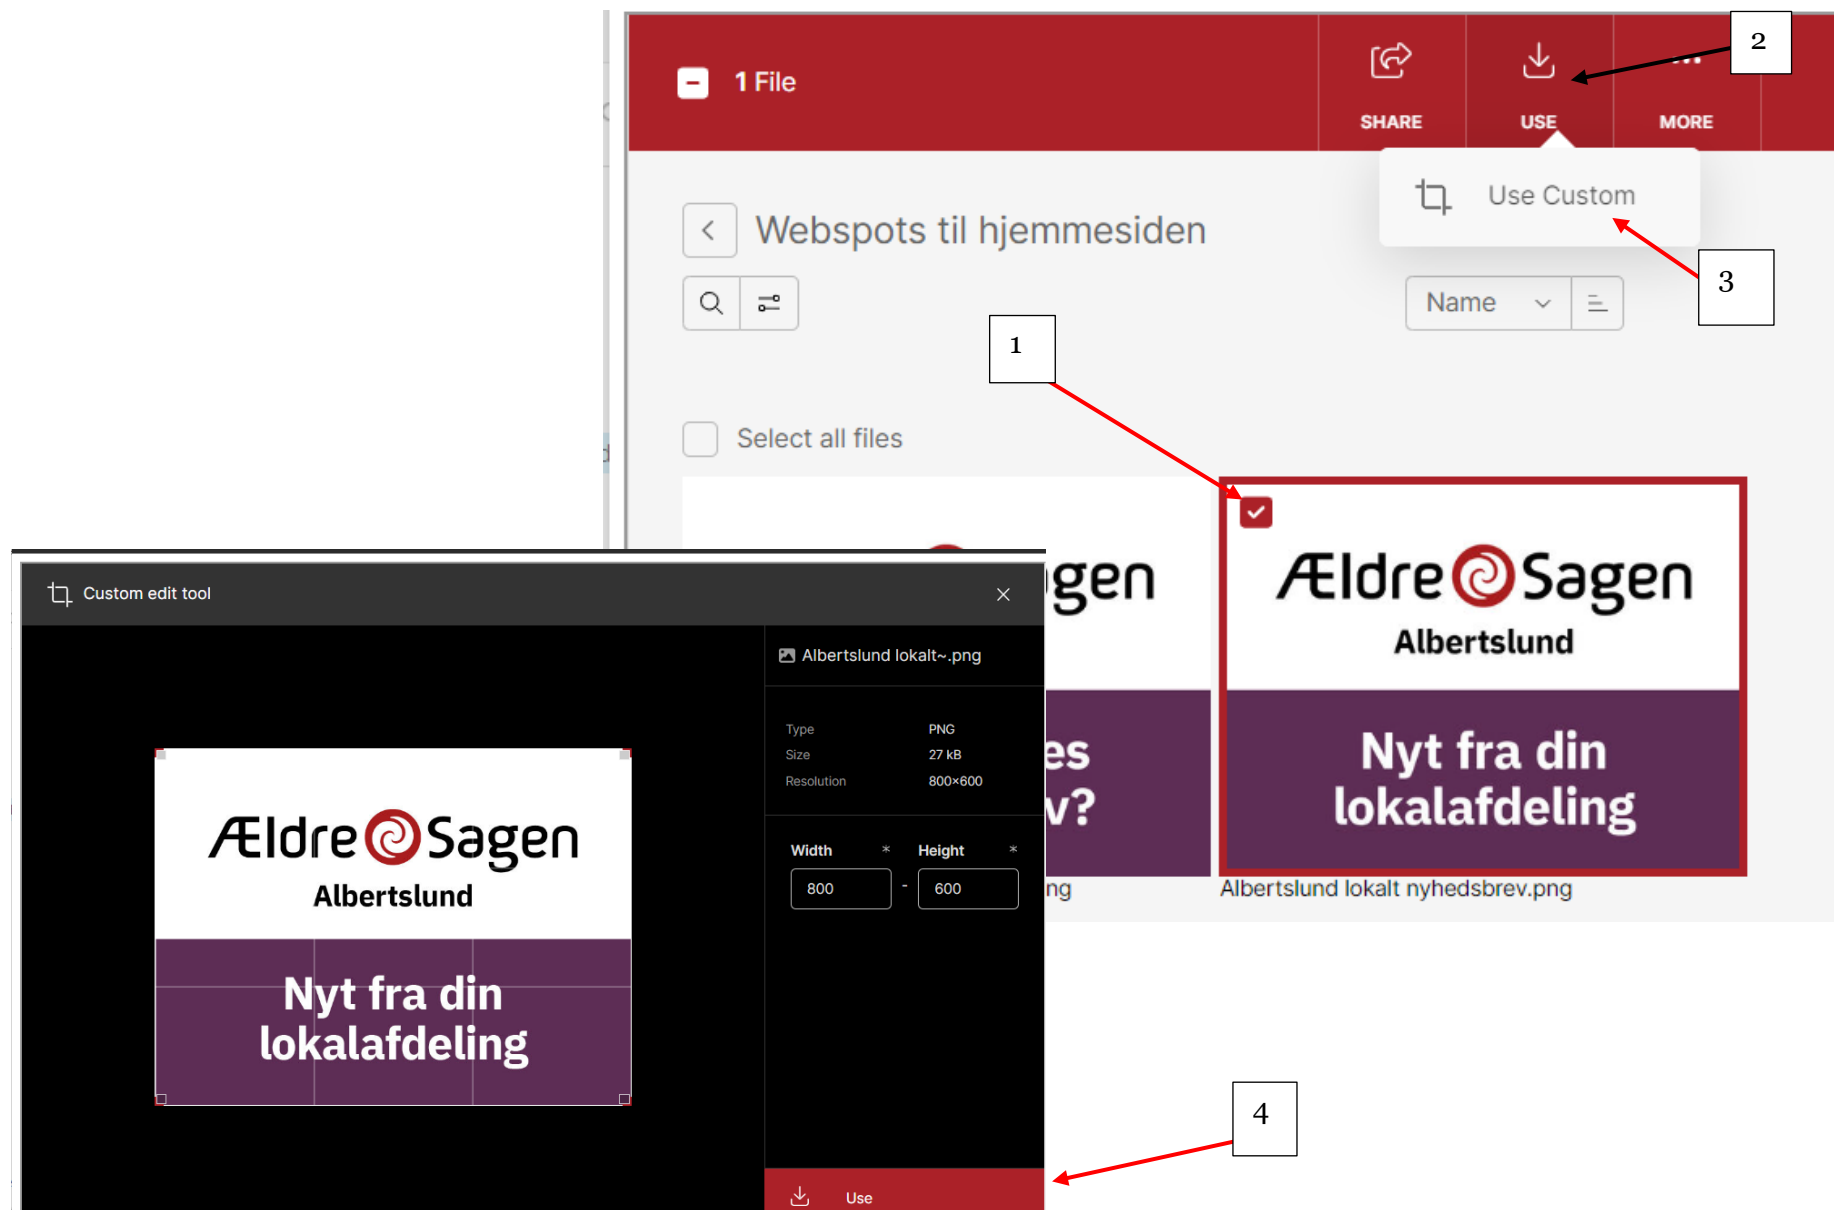 2
1 File
SHARE
USE
MORE
Use Custom
Webspots til hjemmesiden
3
Name
1
Select all files
gen
es
v?
ng
ÆldreSagen
Albertslund
Nyt fra din
lokalafdeling
Albertslund lokalt nyhedsbrev.png
Custom edit tool
Albertslund lokalt~.png
Type PNG
Size 27 kB
Resolution 800×600
Width * Height *
800 - 600
ÆldreSagen
Albertslund
Nyt fra din
lokalafdeling
4
Use